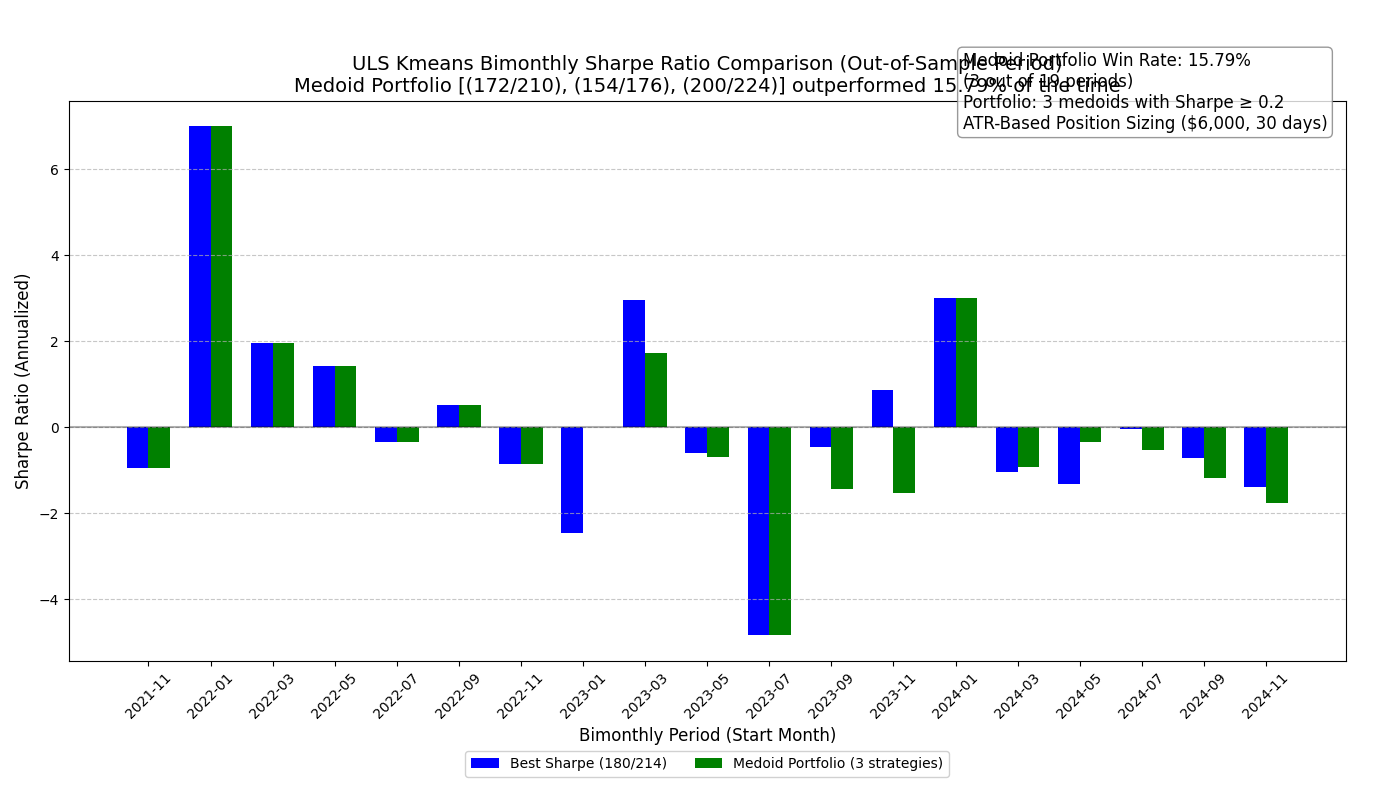 ULS Kmeans Bimonthly Sharpe Ratio Comparison (Out-of-Sample Period)
Medoid Portfolio [(172/210), (154/176), (200/224)] outperformed 15.79% of the time
Medoid Portfolio Win Rate: 15.79%
(3 out of 19 periods)
Portfolio: 3 medoids with Sharpe ≥ 0.2
ATR-Based Position Sizing ($6,000, 30 days)
Sharpe Ratio (Annualized)
6
4
2
0
−2
−4
2021-11
2022-01
2022-03
2022-05
2022-07
2022-09
2022-11
2023-01
2023-03
2023-05
2023-07
2023-09
2023-11
2024-01
2024-03
2024-05
2024-07
2024-09
2024-11
Bimonthly Period (Start Month)
Best Sharpe (180/214)
Medoid Portfolio (3 strategies)